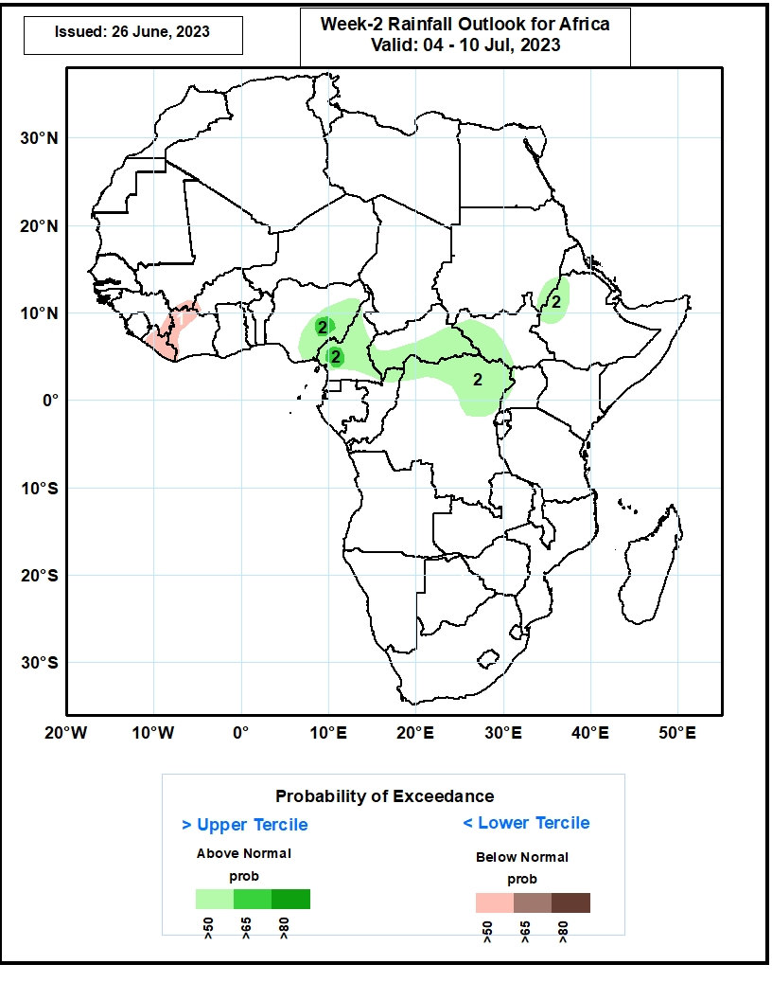 Issued: 26 June, 2023
Week-2 Rainfall Outlook for Africa
Valid: 04 - 10 Jul, 2023
30°N
20°N
10°N
0°
10°S
20°S
30°S
1
2
2
2
2
20°W 10°W 0° 10°E 20°E 30°E 40°E 50°E
Probability of Exceedance
> Upper Tercile
< Lower Tercile
Above Normal
Below Normal
prob
prob
>50 >65 >80
>50 >65 >80